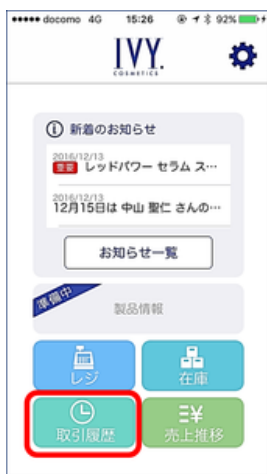 ●●●●● docomo 4G 15:26 92%
IVY.
COSMETICS
新着のお知らせ
2016/12/13
重要 レッドパワー セラム ス…
2016/12/13
12月15日は 中山 聖仁 さんの…
お知らせ一覧
準備中
製品情報
レジ
在庫
取引履歴
売上推移